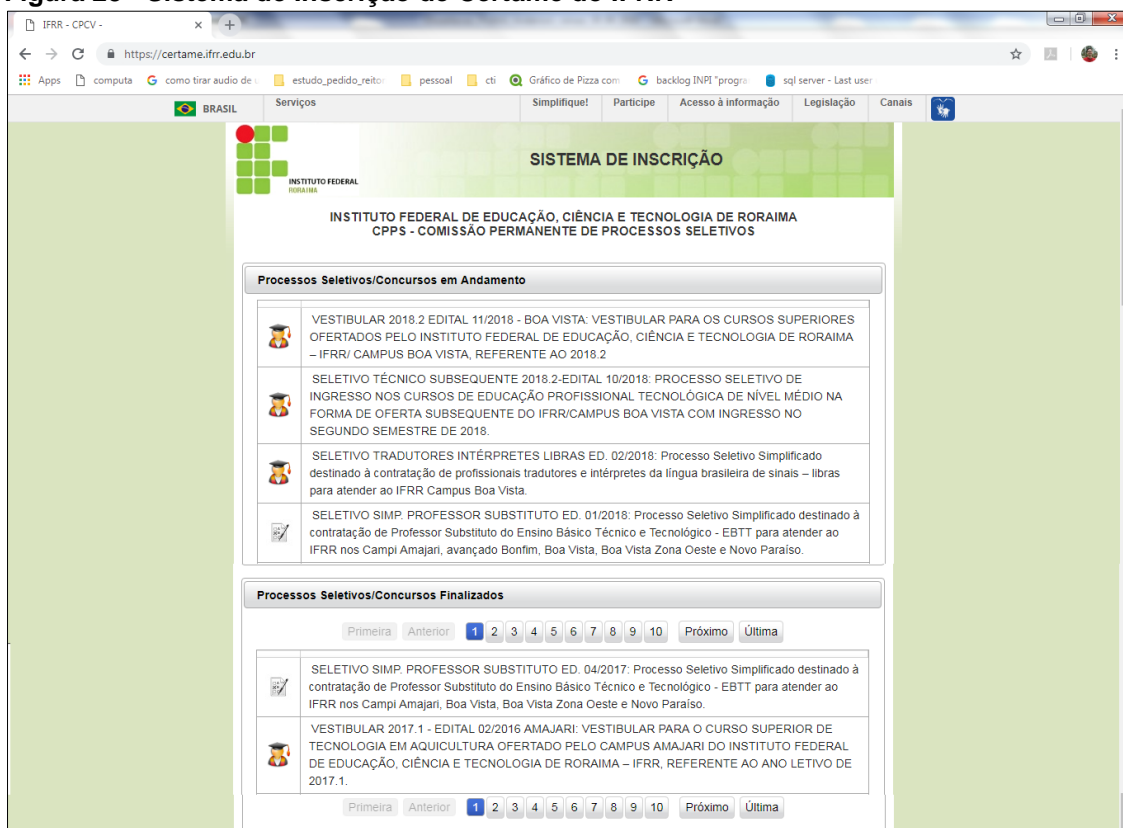 IFRR - CPCV -
https://certame.ifrr.edu.br
Apps computa como tirar audio de estudo_pedido_reitor pessoal cti Gráfico de Pizza com backlog INPI "progra sql server - Last user
BRASIL Serviços Simplifique! Participe Acesso à informação Legislação Canais
INSTITUTO FEDERAL
RORAIMA
SISTEMA DE INSCRIÇÃO
INSTITUTO FEDERAL DE EDUCAÇÃO, CIÊNCIA E TECNOLOGIA DE RORAIMA
CPPS - COMISSÃO PERMANENTE DE PROCESSOS SELETIVOS
Processos Seletivos/Concursos em Andamento
VESTIBULAR 2018.2 EDITAL 11/2018 - BOA VISTA: VESTIBULAR PARA OS CURSOS SUPERIORES
OFERTADOS PELO INSTITUTO FEDERAL DE EDUCAÇÃO, CIÊNCIA E TECNOLOGIA DE RORAIMA
– IFRR/ CAMPUS BOA VISTA, REFERENTE AO 2018.2
SELETIVO TÉCNICO SUBSEQUENTE 2018.2-EDITAL 10/2018: PROCESSO SELETIVO DE
INGRESSO NOS CURSOS DE EDUCAÇÃO PROFISSIONAL TECNOLÓGICA DE NÍVEL MÉDIO NA
FORMA DE OFERTA SUBSEQUENTE DO IFRR/CAMPUS BOA VISTA COM INGRESSO NO
SEGUNDO SEMESTRE DE 2018.
SELETIVO TRADUTORES INTÉRPRETES LIBRAS ED. 02/2018: Processo Seletivo Simplificado
destinado à contratação de profissionais tradutores e intérpretes da língua brasileira de sinais – libras
para atender ao IFRR Campus Boa Vista.
SELETIVO SIMP. PROFESSOR SUBSTITUTO ED. 01/2018: Processo Seletivo Simplificado destinado à
contratação de Professor Substituto do Ensino Básico Técnico e Tecnológico - EBTT para atender ao
IFRR nos Campi Amajari, avançado Bonfim, Boa Vista, Boa Vista Zona Oeste e Novo Paraíso.
Processos Seletivos/Concursos Finalizados
Primeira Anterior 1 2 3 4 5 6 7 8 9 10 Próximo Última
SELETIVO SIMP. PROFESSOR SUBSTITUTO ED. 04/2017: Processo Seletivo Simplificado destinado à
contratação de Professor Substituto do Ensino Básico Técnico e Tecnológico - EBTT para atender ao
IFRR nos Campi Amajari, Boa Vista, Boa Vista Zona Oeste e Novo Paraíso.
VESTIBULAR 2017.1 - EDITAL 02/2016 AMAJARI: VESTIBULAR PARA O CURSO SUPERIOR DE
TECNOLOGIA EM AQUICULTURA OFERTADO PELO CAMPUS AMAJARI DO INSTITUTO FEDERAL
DE EDUCAÇÃO, CIÊNCIA E TECNOLOGIA DE RORAIMA – IFRR, REFERENTE AO ANO LETIVO DE
2017.1.
Primeira Anterior 1 2 3 4 5 6 7 8 9 10 Próximo Última